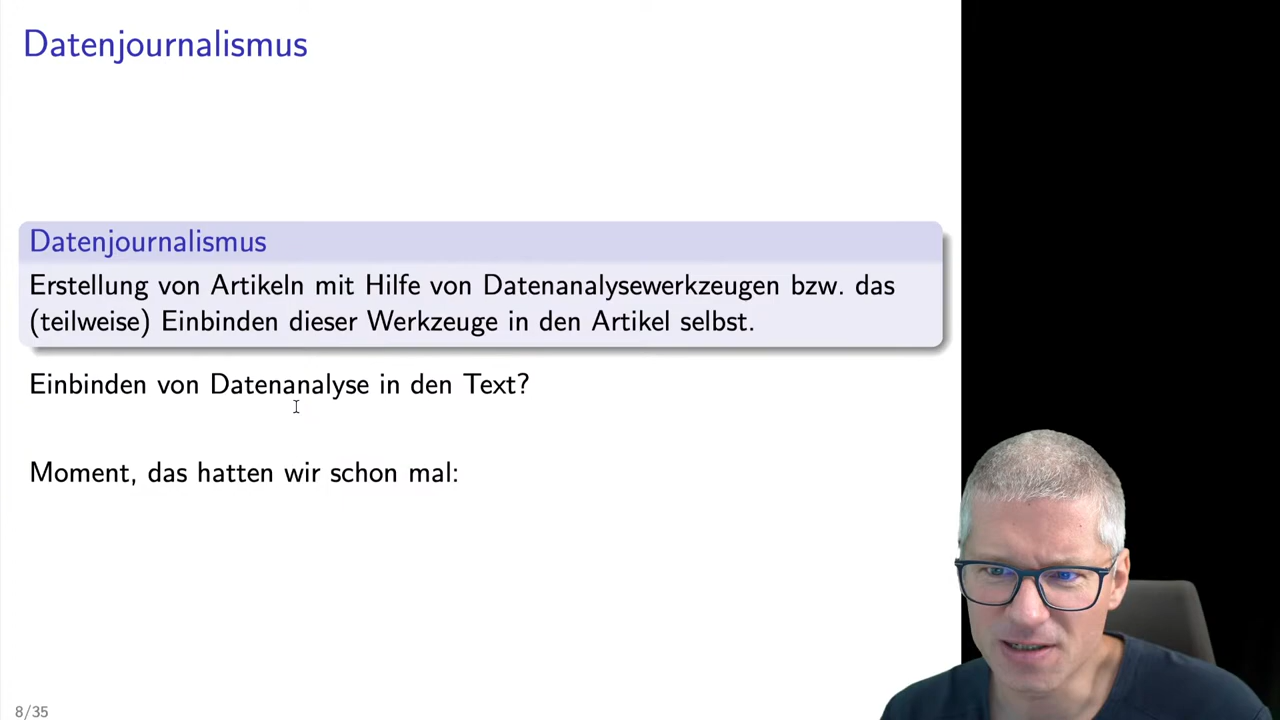 Datenjournalismus
Datenjournalismus
Erstellung von Artikeln mit Hilfe von Datenanalysewerkzeugen bzw. das
(teilweise) Einbinden dieser Werkzeuge in den Artikel selbst.
Einbinden von Datenanalyse in den Text?
Moment, das hatten wir schon mal:
8/35